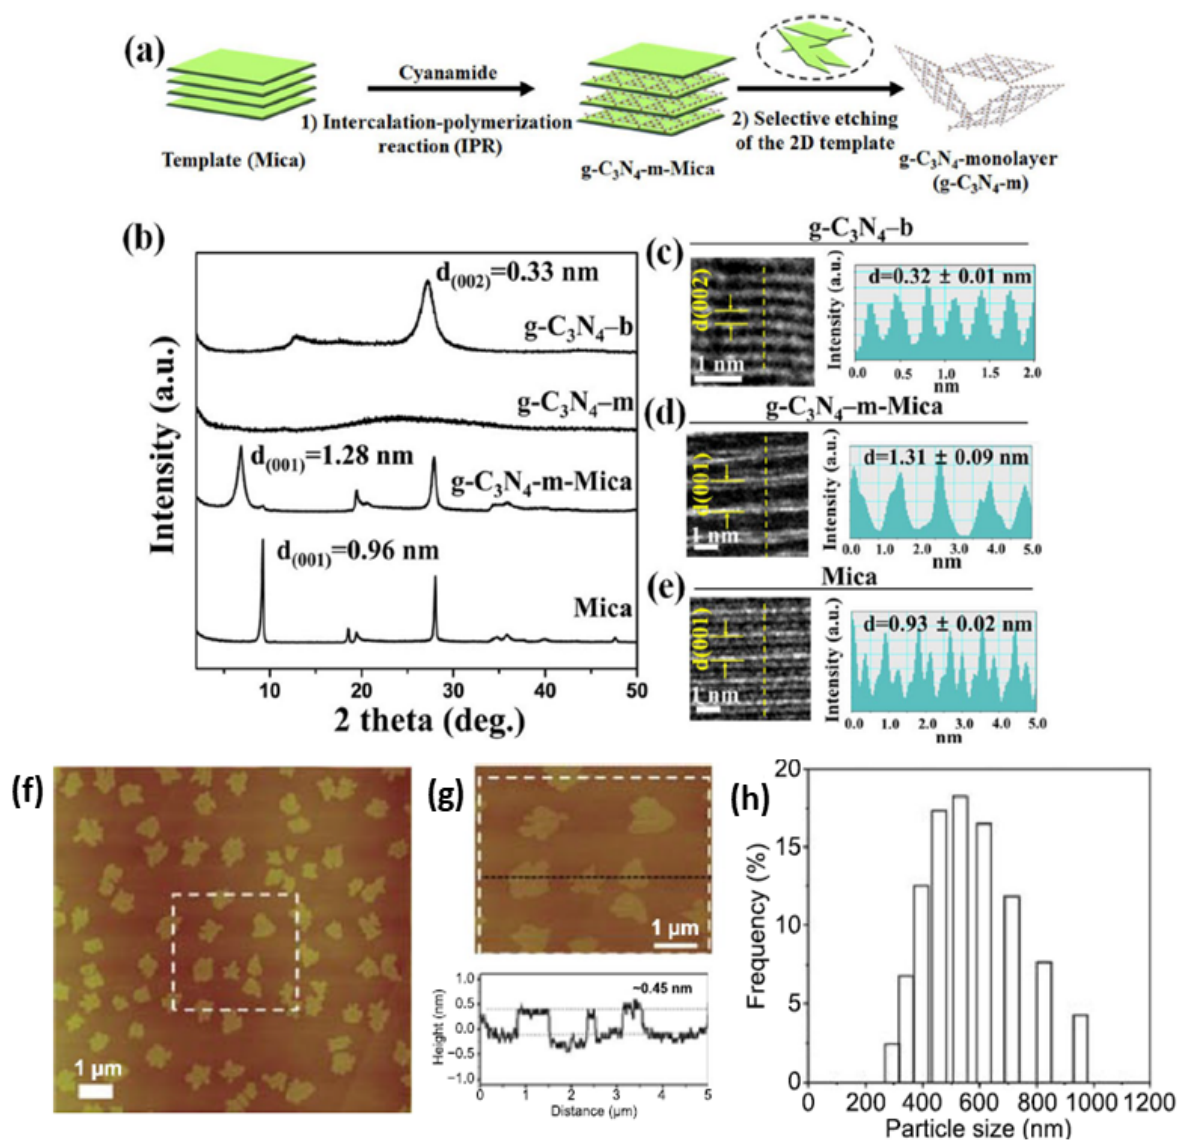 (a)
Cyanamide
1) Intercalation-polymerization
reaction (IPR)
Template (Mica)
g-C₃N₄-m-Mica
2) Selective etching
of the 2D template
g-C₃N₄-monolayer
(g-C₃N₄-m)
(b)
Intensity (a.u.)
d(002)=0.33 nm
g-C₃N₄–b
g-C₃N₄–m
d(001)=1.28 nm
g-C₃N₄-m-Mica
d(001)=0.96 nm
Mica
10 20 30 40 50
2 theta (deg.)
g-C₃N₄–b
(c)
d(002)
1 nm
Intensity (a.u.)
d=0.32 ± 0.01 nm
0.0 0.5 1.0 1.5 2.0
nm
g-C₃N₄–m-Mica
(d)
d(001)
1 nm
Intensity (a.u.)
d=1.31 ± 0.09 nm
0.0 1.0 2.0 3.0 4.0 5.0
nm
Mica
(e)
d(001)
1 nm
Intensity (a.u.)
d=0.93 ± 0.02 nm
0.0 1.0 2.0 3.0 4.0 5.0
nm
(f)
1 μm
(g)
1 μm
Height (nm)
1.0
0.5
0.0
−0.5
−1.0
~0.45 nm
0 1 2 3 4 5
Distance (μm)
(h)
Frequency (%)
20
15
10
5
0
0 200 400 600 800 1000 1200
Particle size (nm)